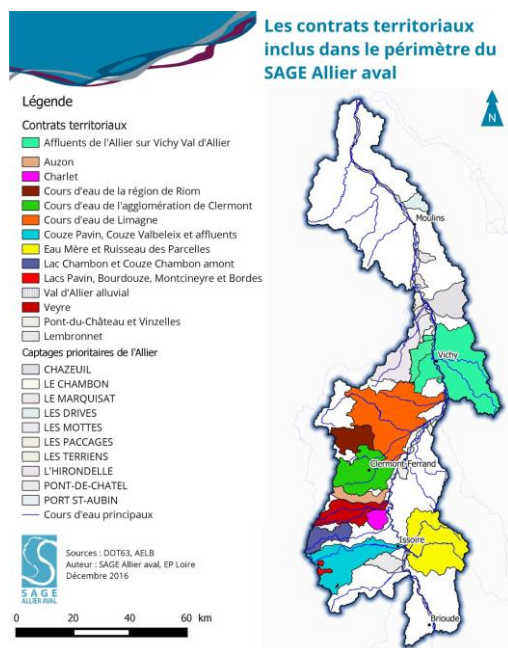 Les contrats territoriaux
inclus dans le périmètre du
SAGE Allier aval
N
Légende
Contrats territoriaux
Affluents de l'Allier sur Vichy Val d'Allier
Auzon
Charlet
Cours d'eau de la région de Riom
Cours d'eau de l'agglomération de Clermont
Cours d'eau de Limagne
Couze Pavin, Couze Valbeleix et affluents
Eau Mère et Ruisseau des Parcelles
Lac Chambon et Couze Chambon amont
Lacs Pavin, Bourdouze, Montcineyre et Bordes
Val d'Allier alluvial
Veyre
Pont-du-Château et Vinzelles
Lembronnet
Captages prioritaires de l'Allier
CHAZEUIL
LE CHAMBON
LE MARQUISAT
LES DRIVES
LES MOTTES
LES PACCAGES
LES TERRIENS
L'HIRONDELLE
PONT-DE-CHATEL
PORT ST-AUBIN
Cours d'eau principaux
Moulins
Vichy
Clermont-Ferrand
Issoire
Brioude
SAGE
ALLIER AVAL
Sources : DDT63, AELB
Auteur : SAGE Allier aval, EP Loire
Décembre 2016
0 20 40 60 km